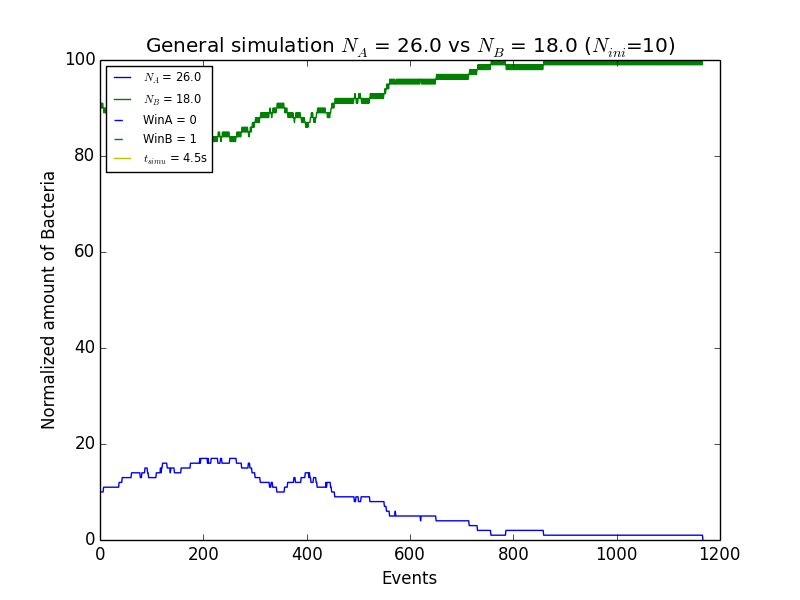 General simulation N_A = 26.0 vs N_B = 18.0 (N_ini=10)
100
80
60
40
20
0
Normalized amount of Bacteria
N_A = 26.0
N_B = 18.0
WinA = 0
WinB = 1
t_simu = 4.5s
0 200 400 600 800 1000 1200
Events